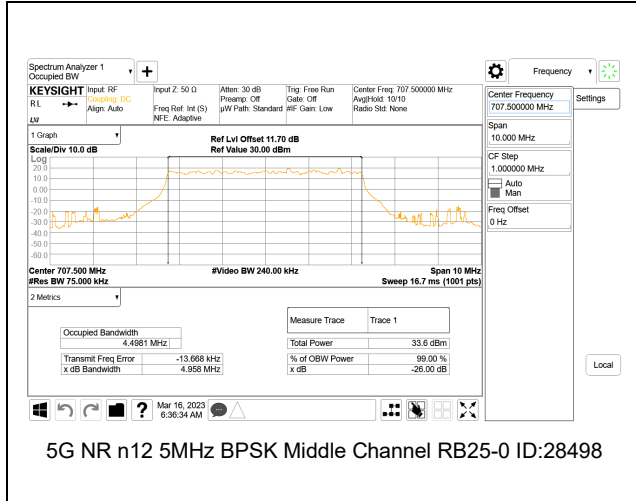 Spectrum Analyzer 1
Occupied BW
+
Frequency
KEYSIGHT
R L
LXI
Input: RF
Coupling: DC
Align: Auto
Input Z: 50 Ω
Freq Ref: Int (S)
NFE: Adaptive
Atten: 30 dB
Preamp: Off
µW Path: Standard
Trig: Free Run
Gate: Off
#IF Gain: Low
Center Freq: 707.500000 MHz
Avg|Hold: 10/10
Radio Std: None
Center Frequency
707.500000 MHz
Settings
Span
10.000 MHz
CF Step
1.000000 MHz
Auto
Man
Freq Offset
0 Hz
Local
1 Graph
Scale/Div 10.0 dB
Ref Lvl Offset 11.70 dB
Ref Value 30.00 dBm
Log
20.0
10.0
0.00
-10.0
-20.0
-30.0
-40.0
-50.0
-60.0
Center 707.500 MHz
#Video BW 240.00 kHz
Span 10 MHz
#Res BW 75.000 kHz
Sweep 16.7 ms (1001 pts)
2 Metrics
Measure Trace Trace 1
Occupied Bandwidth
4.4981 MHz
Total Power 33.6 dBm
Transmit Freq Error -13.668 kHz
% of OBW Power 99.00 %
x dB Bandwidth 4.958 MHz
x dB -26.00 dB
?
Mar 16, 2023
6:36:34 AM
5G NR n12 5MHz BPSK Middle Channel RB25-0 ID:28498